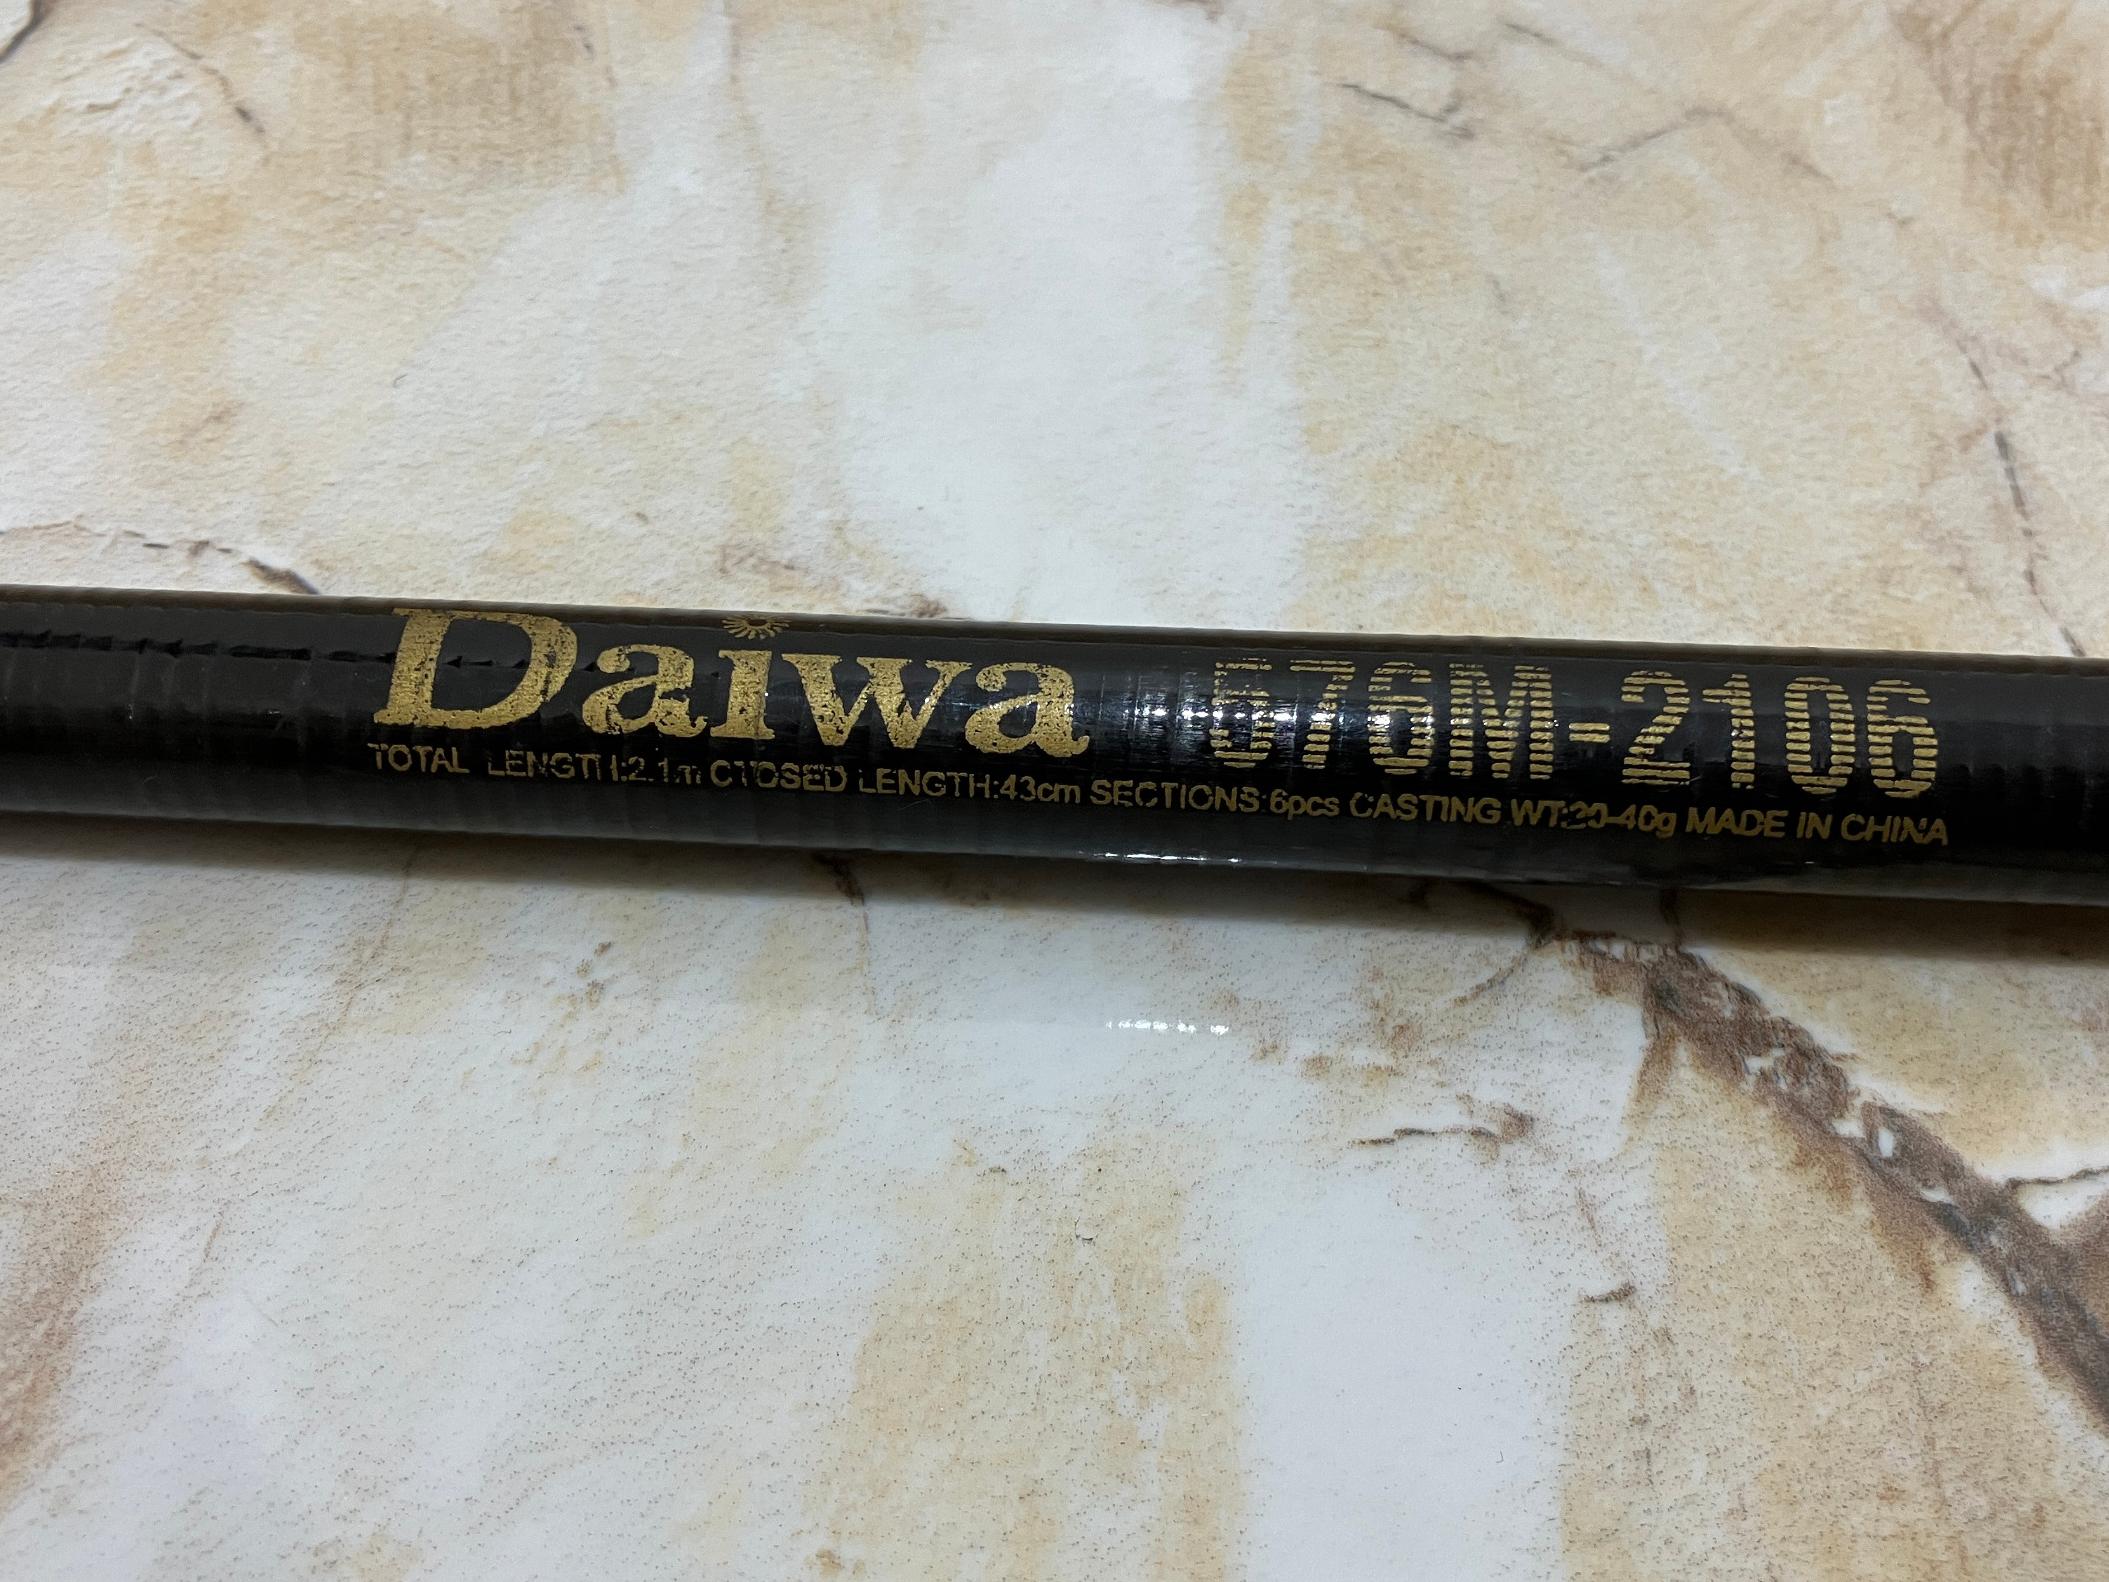 Daiwa 676M-2106
TOTAL LENGTH:2.1m CTOSED LENGTH:43cm SECTIONS:6pcs CASTING WT:20-40g MADE IN CHINA